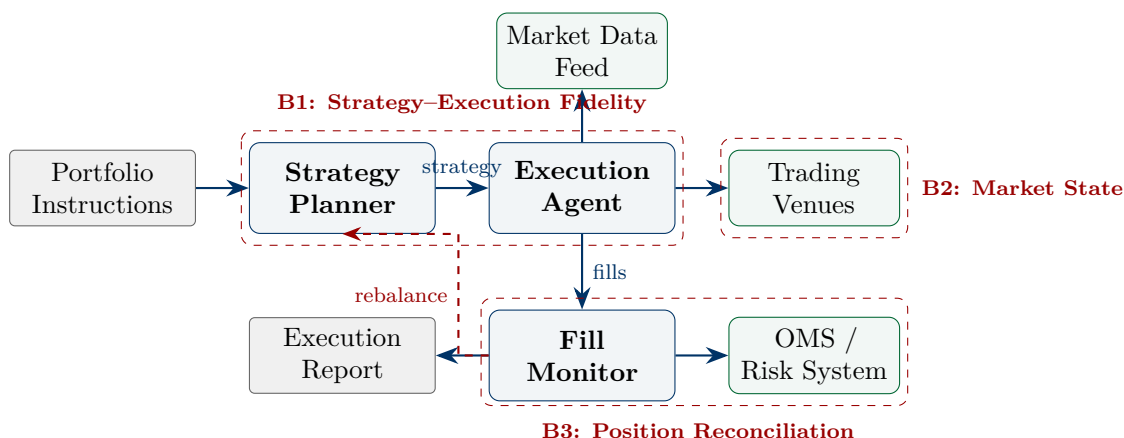 Market Data
Feed
B1: Strategy–Execution Fidelity
Portfolio
Instructions
Strategy
Planner
strategy
Execution
Agent
Trading
Venues
B2: Market State
fills
rebalance
Execution
Report
Fill
Monitor
OMS /
Risk System
B3: Position Reconciliation